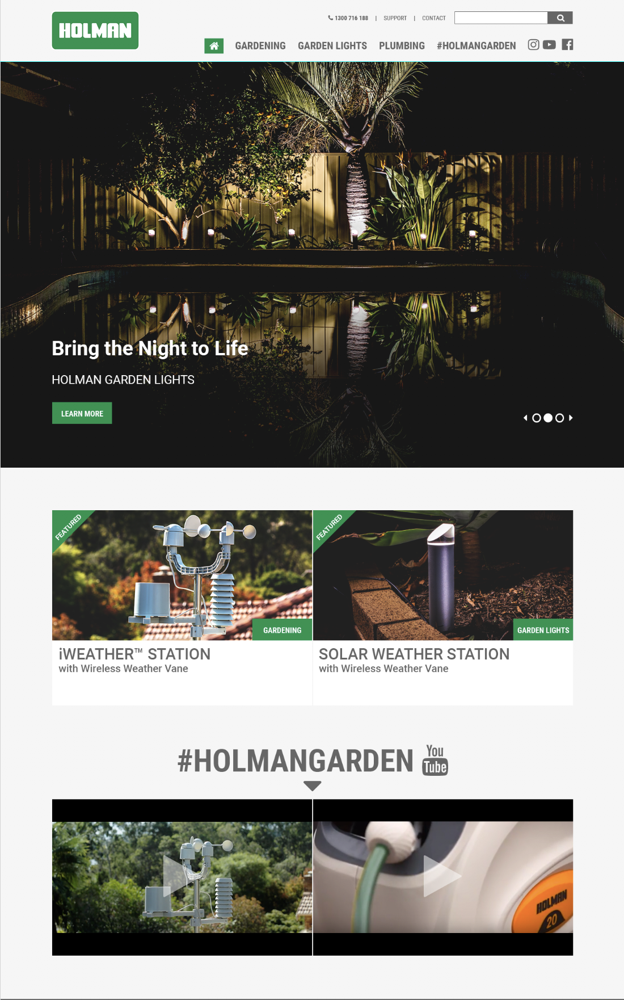 HOLMAN
1300 716 188 | SUPPORT | CONTACT
GARDENING GARDEN LIGHTS PLUMBING #HOLMANGARDEN
Bring the Night to Life
HOLMAN GARDEN LIGHTS
LEARN MORE
FEATURED
GARDENING
iWEATHER™ STATION
with Wireless Weather Vane
FEATURED
GARDEN LIGHTS
SOLAR WEATHER STATION
with Wireless Weather Vane
#HOLMANGARDEN
You
Tube
HOLMAN
20